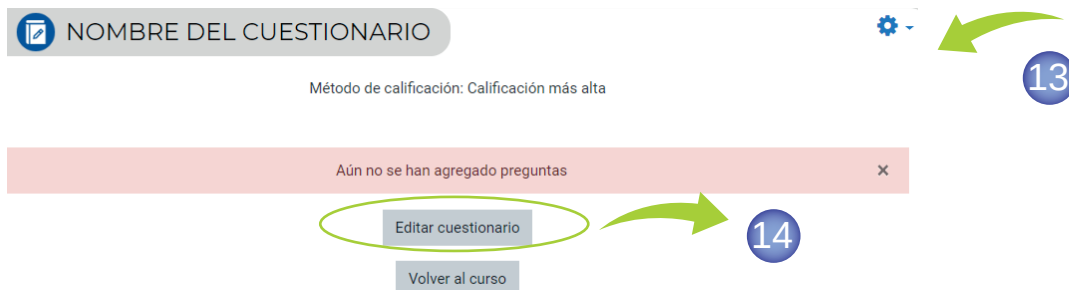 NOMBRE DEL CUESTIONARIO
13
Método de calificación: Calificación más alta
Aún no se han agregado preguntas ×
Editar cuestionario
14
Volver al curso